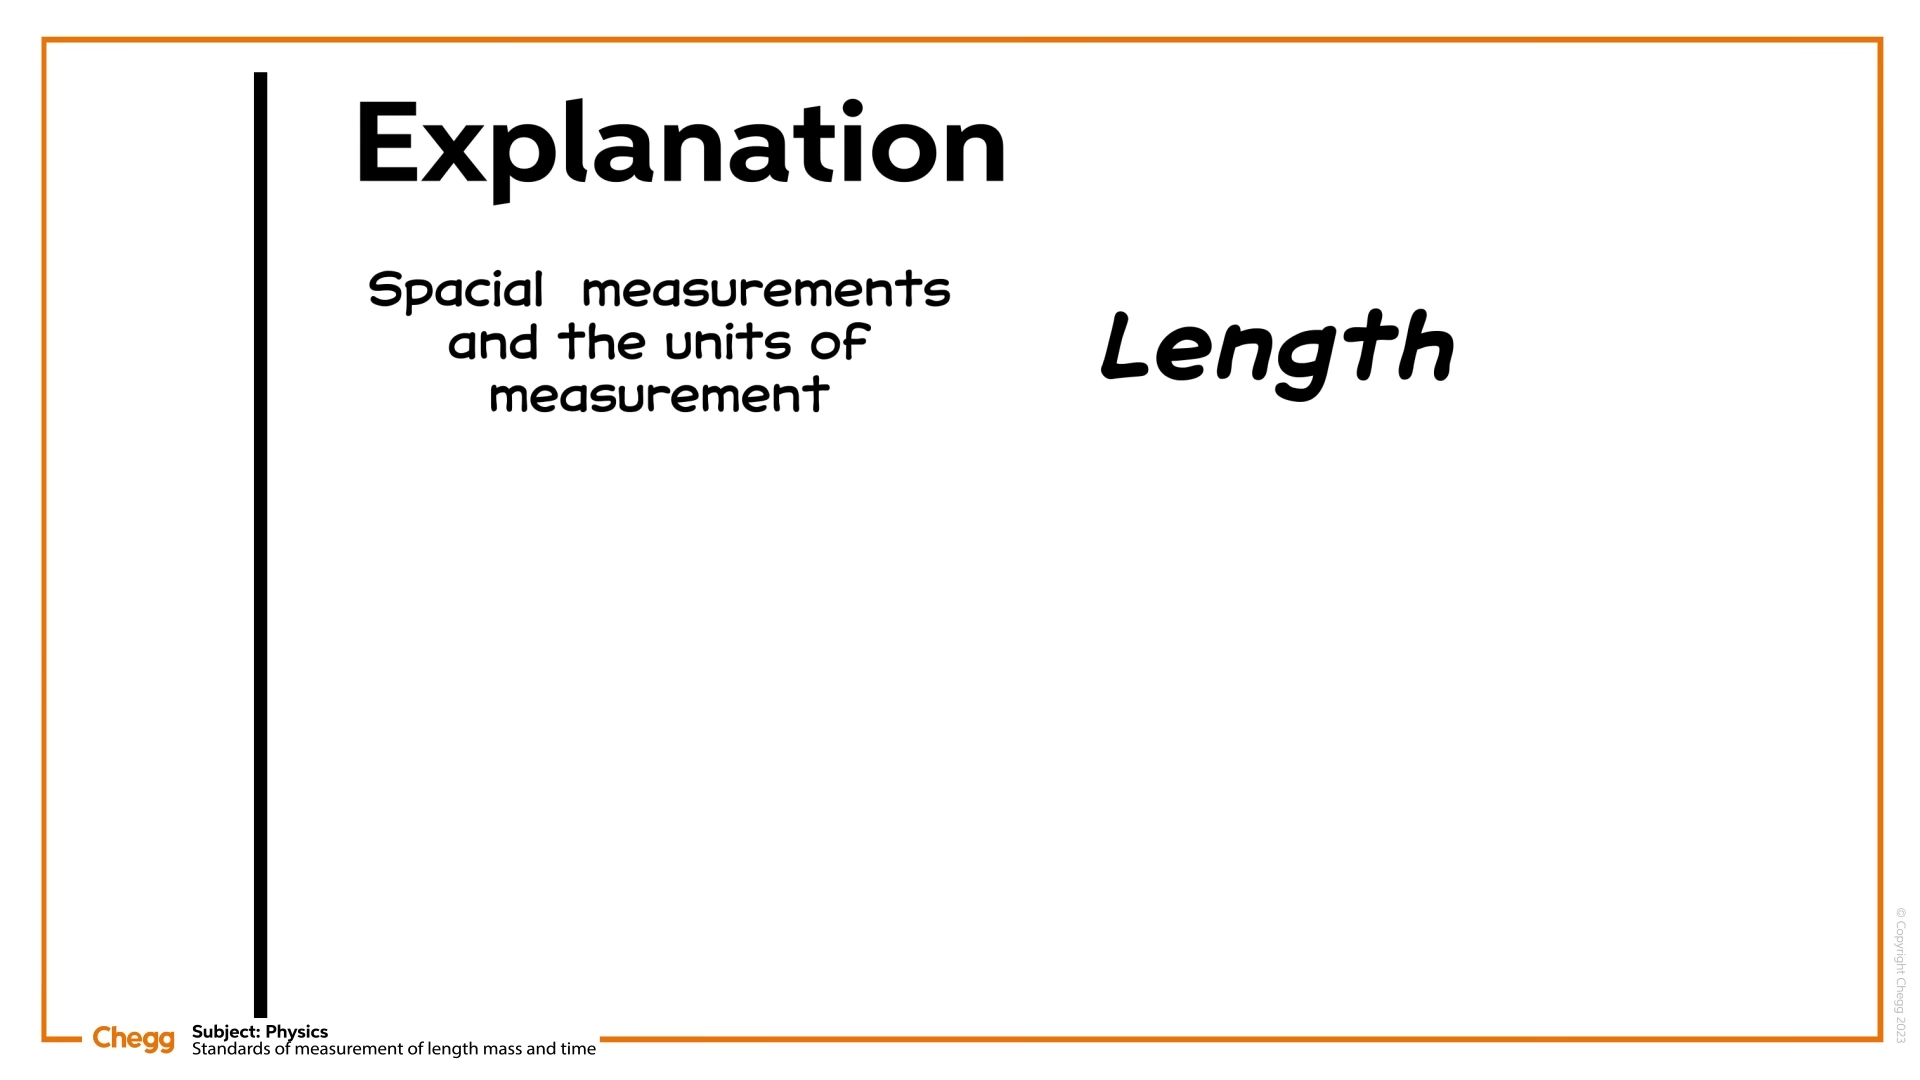 Explanation
Spacial measurements
and the units of
measurement
Length
Chegg
Subject: Physics
Standards of measurement of length mass and time
© Copyright Chegg 2023